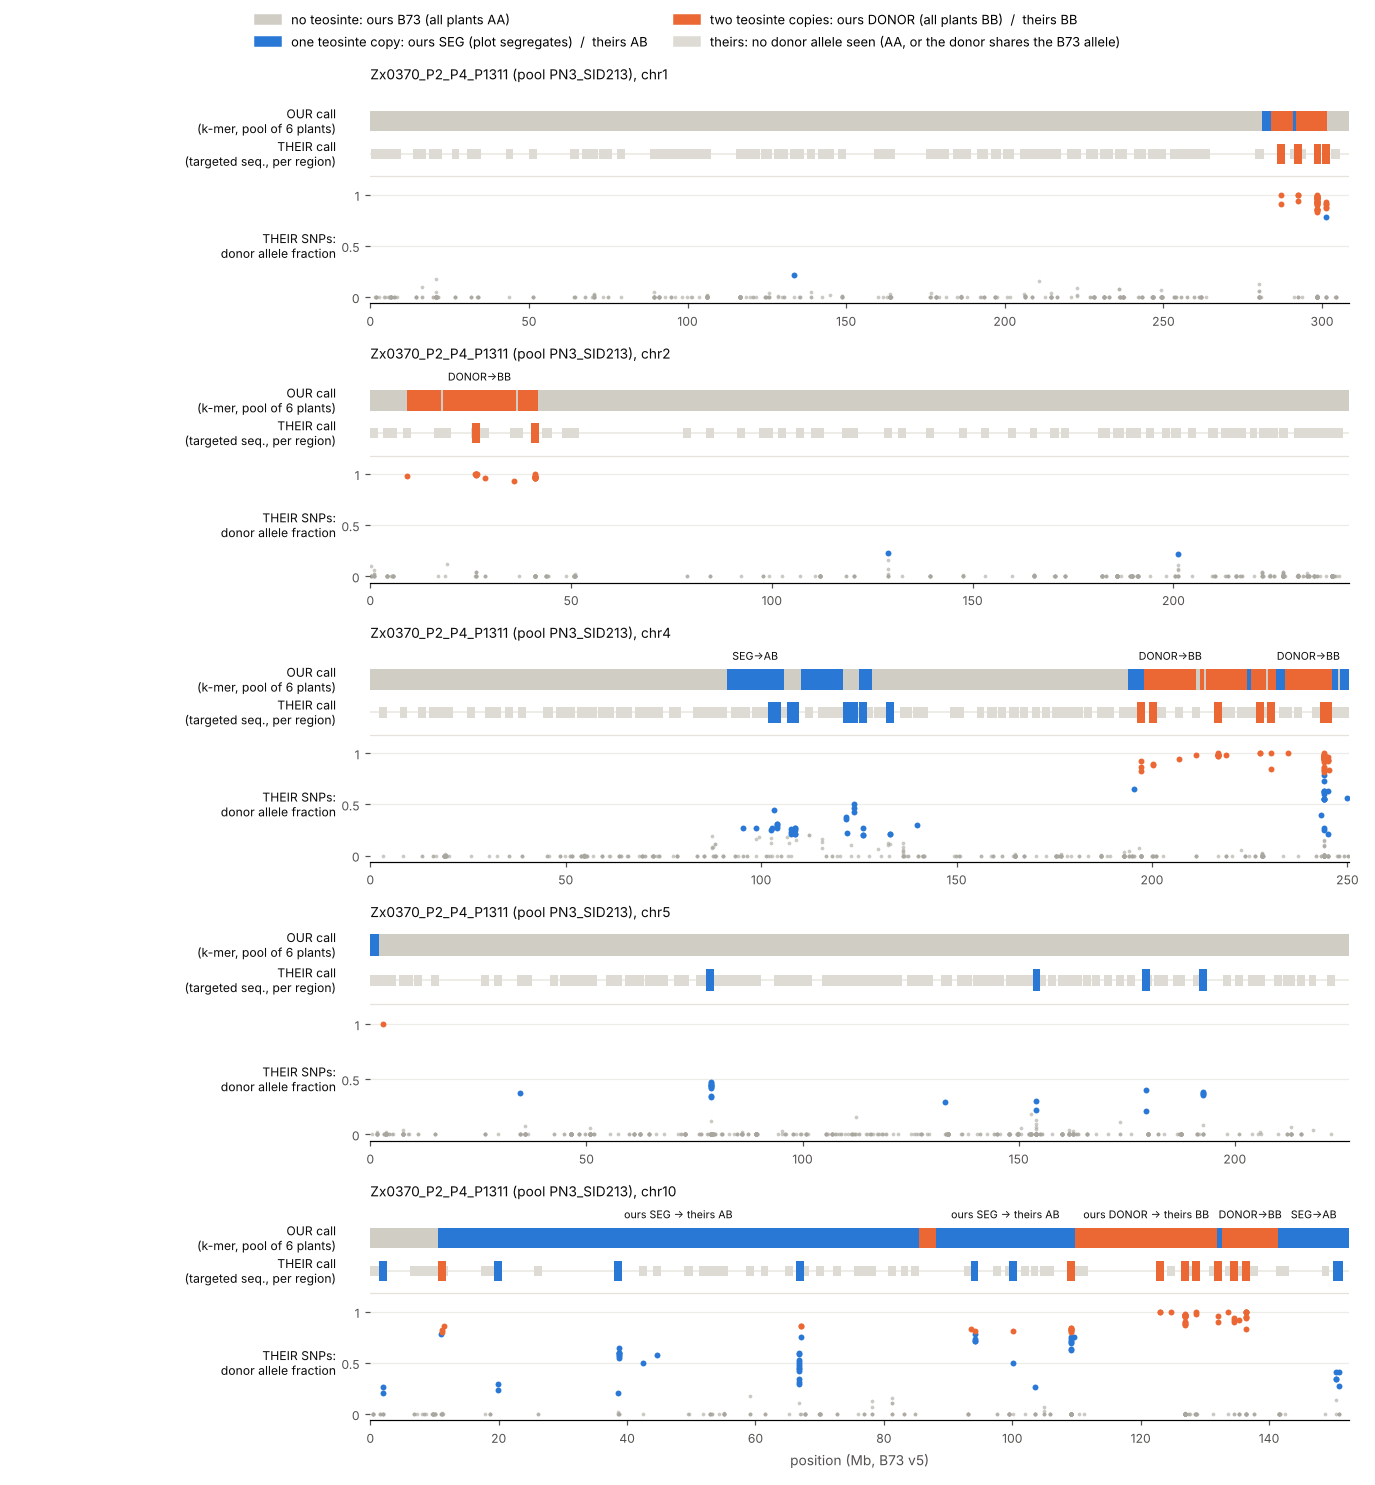 no teosinte: ours B73 (all plants AA)
one teosinte copy: ours SEG (plot segregates) / theirs AB
two teosinte copies: ours DONOR (all plants BB) / theirs BB
theirs: no donor allele seen (AA, or the donor shares the B73 allele)
Zx0370_P2_P4_P1311 (pool PN3_SID213), chr1
OUR call
(k-mer, pool of 6 plants)
THEIR call
(targeted seq., per region)
1
THEIR SNPs:
donor allele fraction
0.5
0
0 50 100 150 200 250 300
Zx0370_P2_P4_P1311 (pool PN3_SID213), chr2
DONOR→BB
OUR call
(k-mer, pool of 6 plants)
THEIR call
(targeted seq., per region)
1
THEIR SNPs:
donor allele fraction
0.5
0
0 50 100 150 200
Zx0370_P2_P4_P1311 (pool PN3_SID213), chr4
SEG→AB DONOR→BB DONOR→BB
OUR call
(k-mer, pool of 6 plants)
THEIR call
(targeted seq., per region)
1
THEIR SNPs:
donor allele fraction
0.5
0
0 50 100 150 200 250
Zx0370_P2_P4_P1311 (pool PN3_SID213), chr5
OUR call
(k-mer, pool of 6 plants)
THEIR call
(targeted seq., per region)
1
THEIR SNPs:
donor allele fraction
0.5
0
0 50 100 150 200
Zx0370_P2_P4_P1311 (pool PN3_SID213), chr10
ours SEG → theirs AB ours SEG → theirs AB ours DONOR → theirs BB DONOR→BB SEG→AB
OUR call
(k-mer, pool of 6 plants)
THEIR call
(targeted seq., per region)
1
THEIR SNPs:
donor allele fraction
0.5
0
0 20 40 60 80 100 120 140
position (Mb, B73 v5)